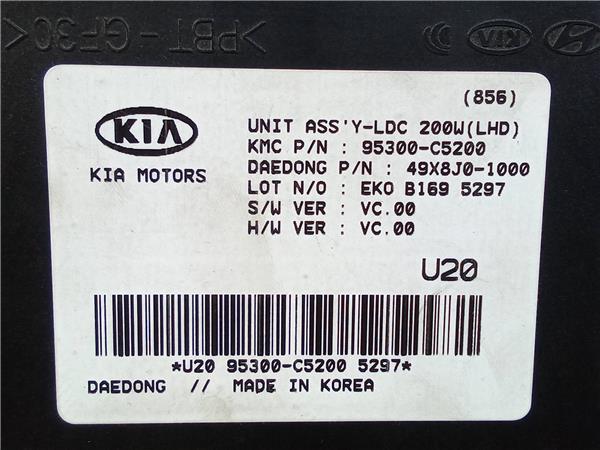 >PBT-GF30<
KIA
(856)
KIA
KIA MOTORS
UNIT ASS'Y-LDC 200W(LHD)
KMC P/N : 95300-C5200
DAEDONG P/N : 49X8J0-1000
LOT N/O : EKO B169 5297
S/W VER : VC.00
H/W VER : VC.00
U20
*U20 95300-C5200 5297*
DAEDONG // MADE IN KOREA